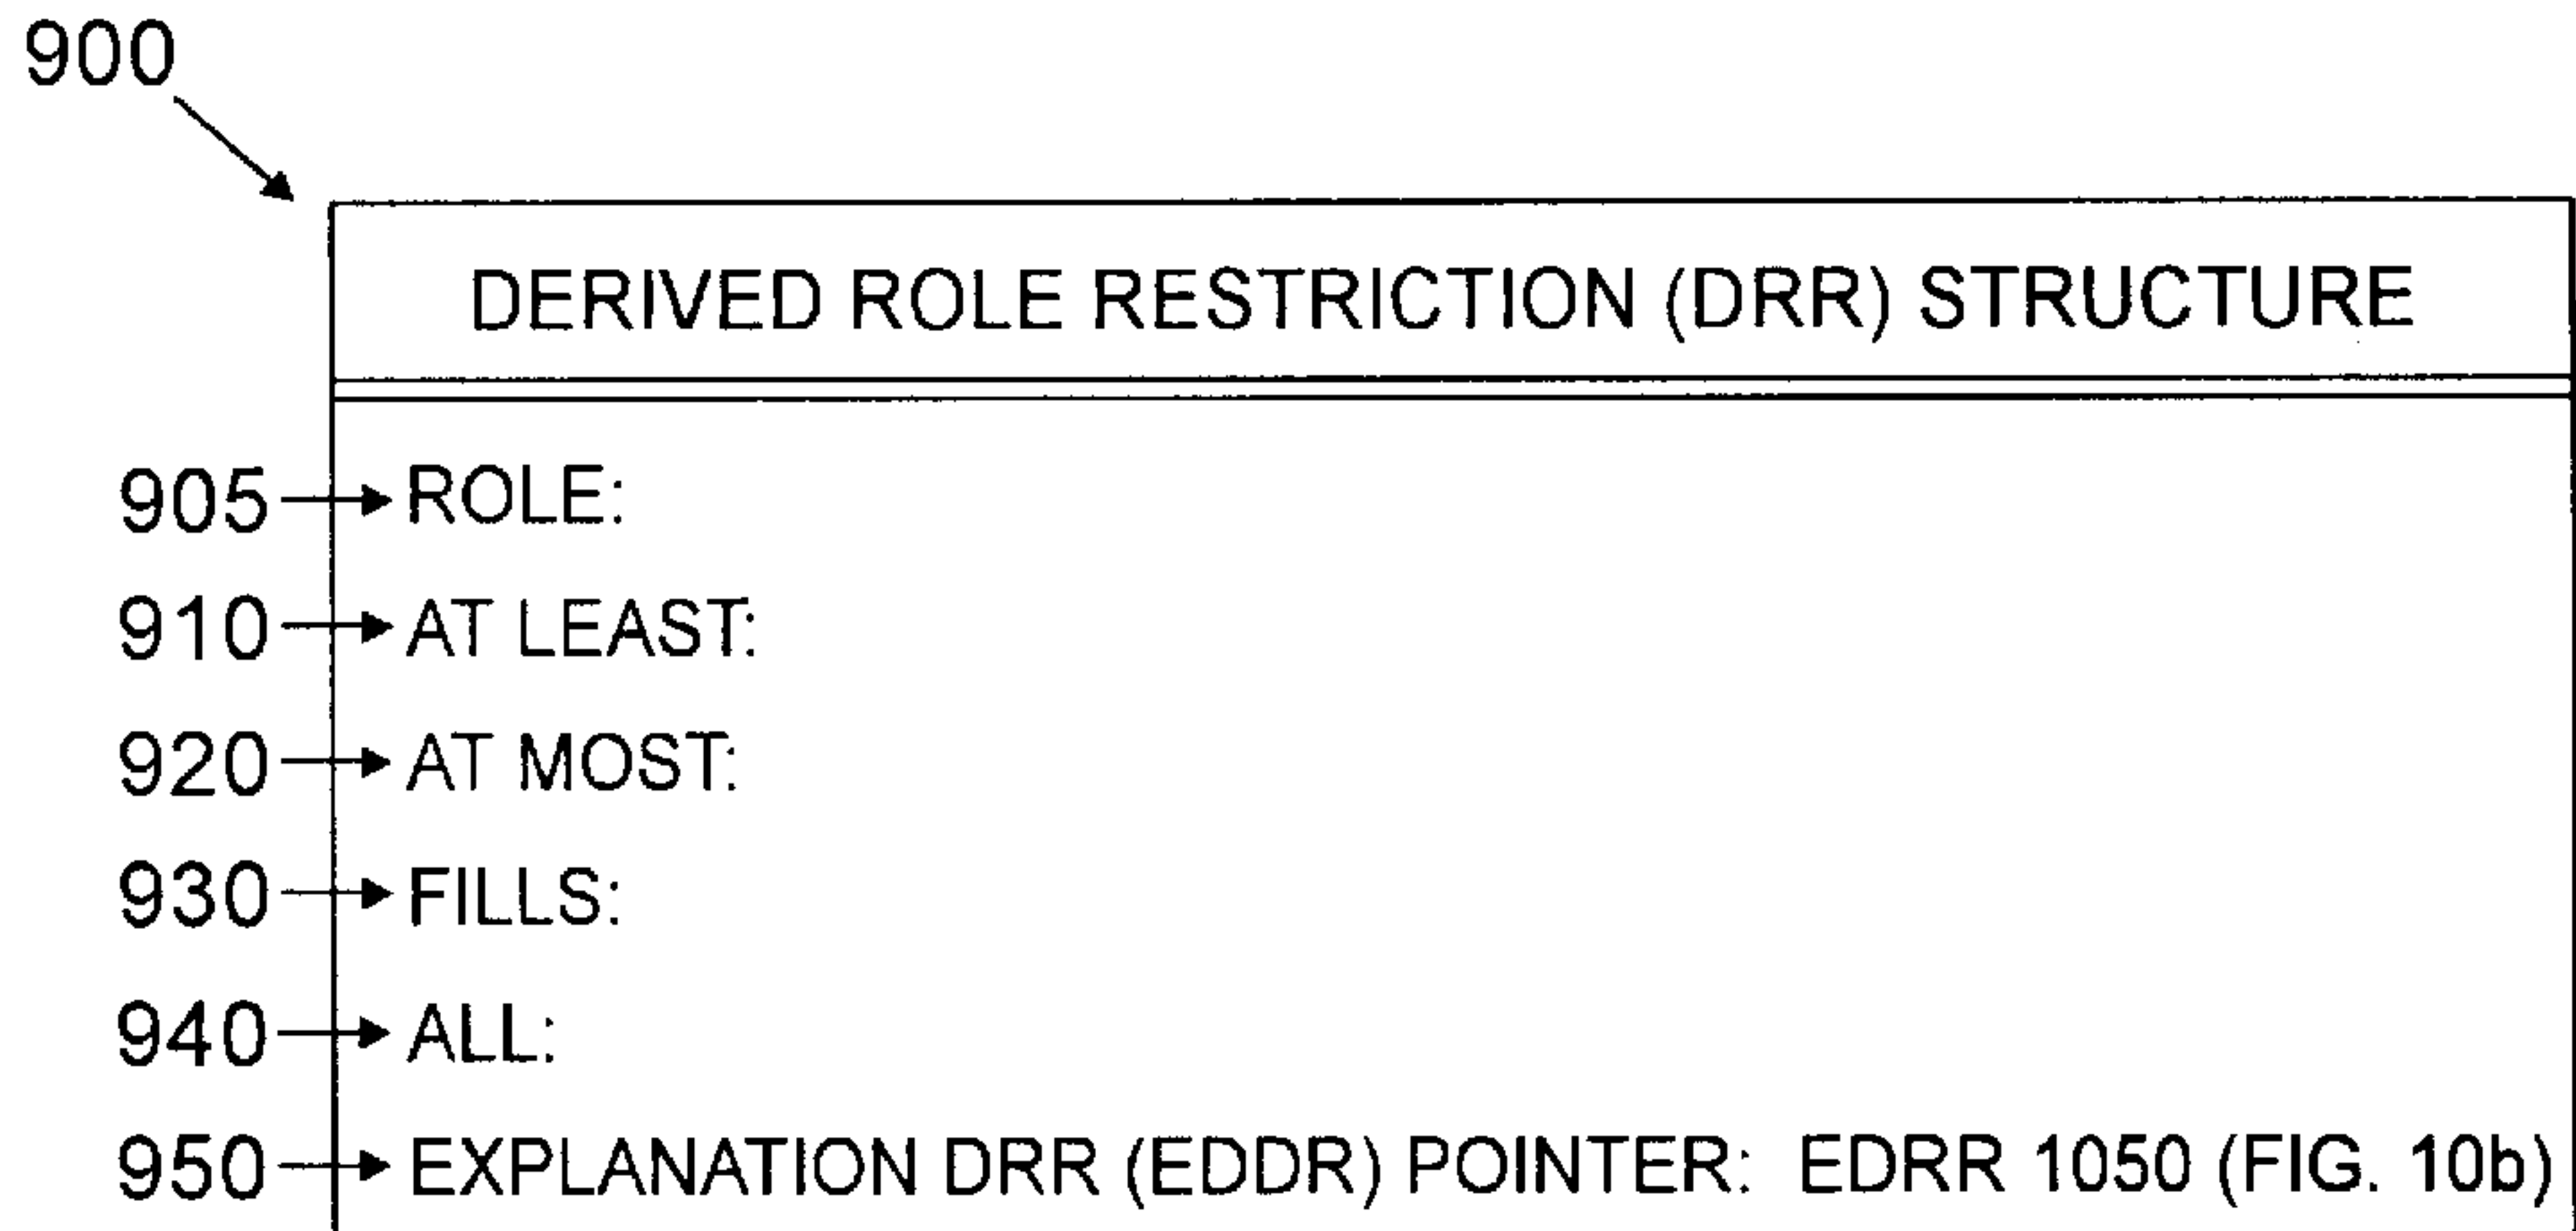 900
DERIVED ROLE RESTRICTION (DRR) STRUCTURE
905 ROLE:
910 AT LEAST:
920 AT MOST:
930 FILLS:
940 ALL:
950 EXPLANATION DRR (EDDR) POINTER: EDRR 1050 (FIG. 10b)